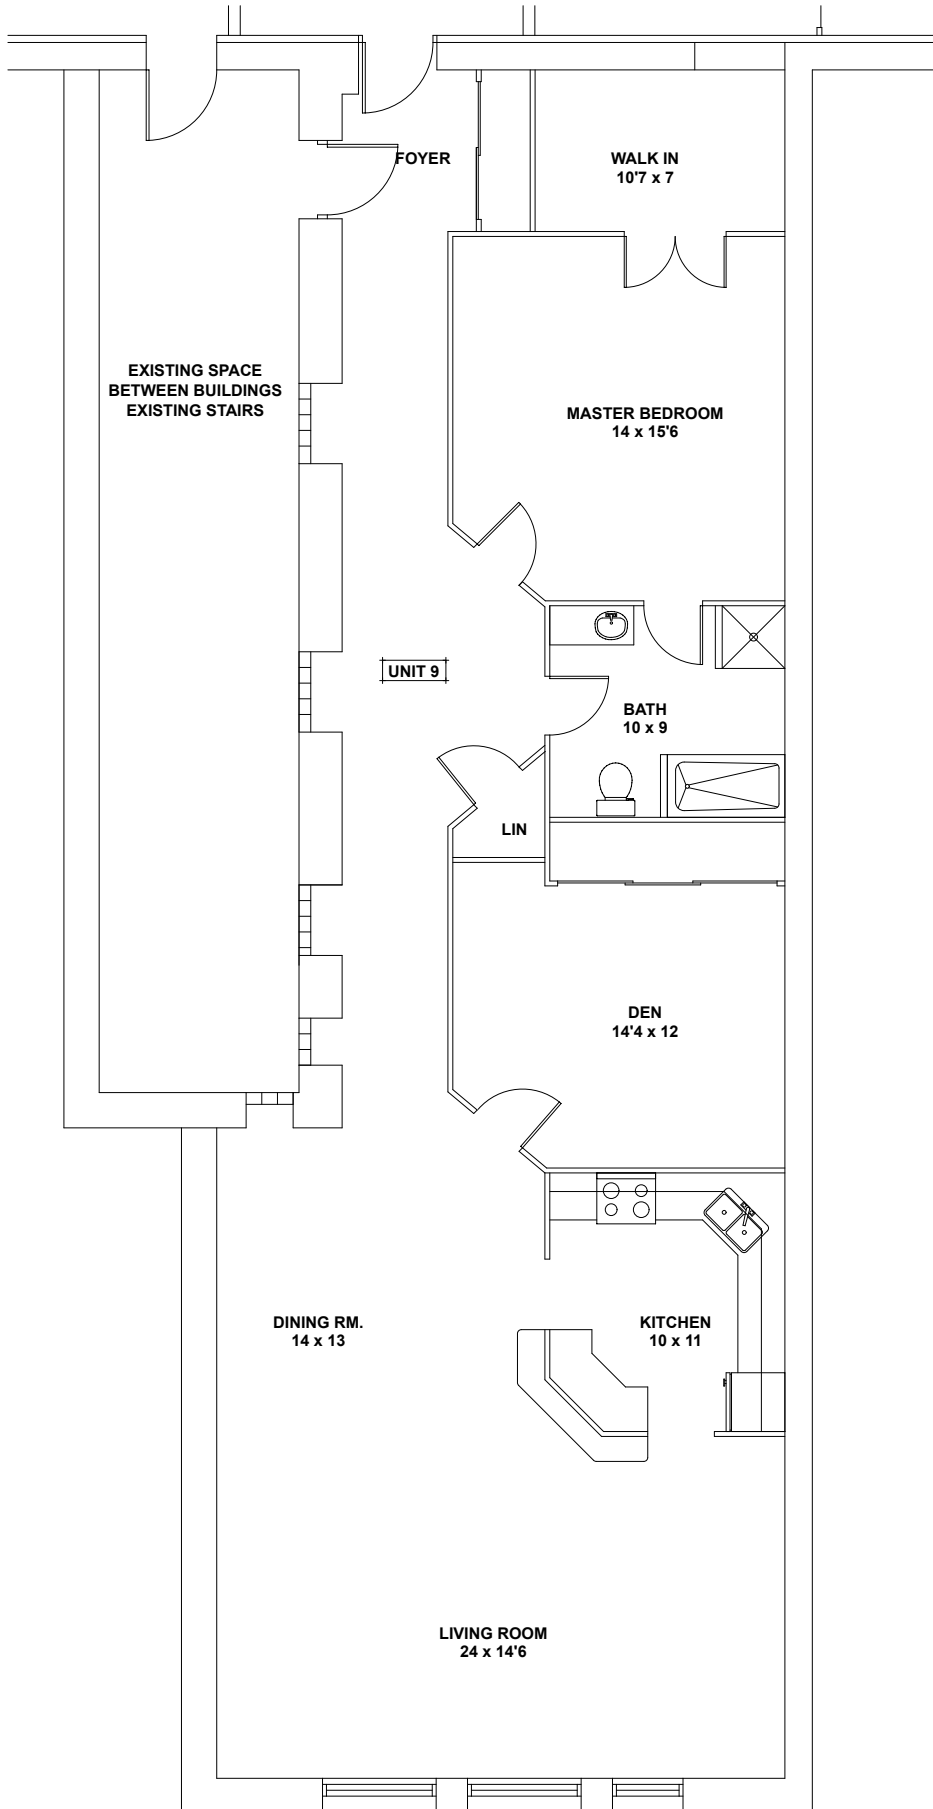 FOYER
WALK IN
10'7 x 7
EXISTING SPACE
BETWEEN BUILDINGS
EXISTING STAIRS
MASTER BEDROOM
14 x 15'6
UNIT 9
BATH
10 x 9
LIN
DEN
14'4 x 12
DINING RM.
14 x 13
KITCHEN
10 x 11
LIVING ROOM
24 x 14'6